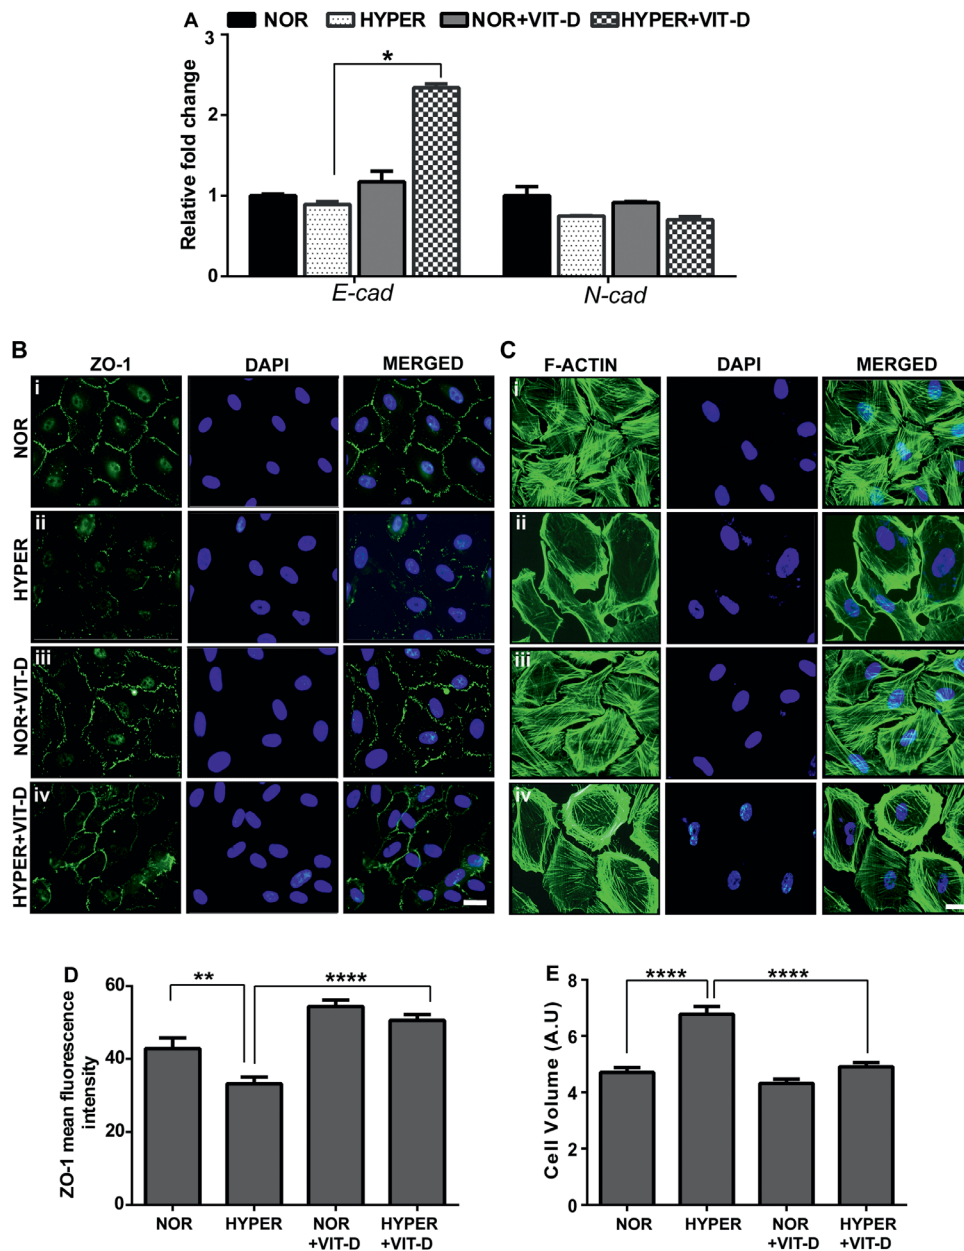 A NOR HYPER NOR+VIT-D HYPER+VIT-D
Relative fold change
3
2
1
0
*
E-cad N-cad
B
ZO-1 DAPI MERGED
NOR
i
HYPER
ii
NOR+VIT-D
iii
HYPER+VIT-D
iv
C
F-ACTIN DAPI MERGED
i
ii
iii
iv
D
ZO-1 mean fluorescence
intensity
60
40
20
0
** ****
NOR HYPER NOR HYPER
+VIT-D +VIT-D
E
Cell Volume (A.U)
8
6
4
2
0
**** ****
NOR HYPER NOR HYPER
+VIT-D +VIT-D